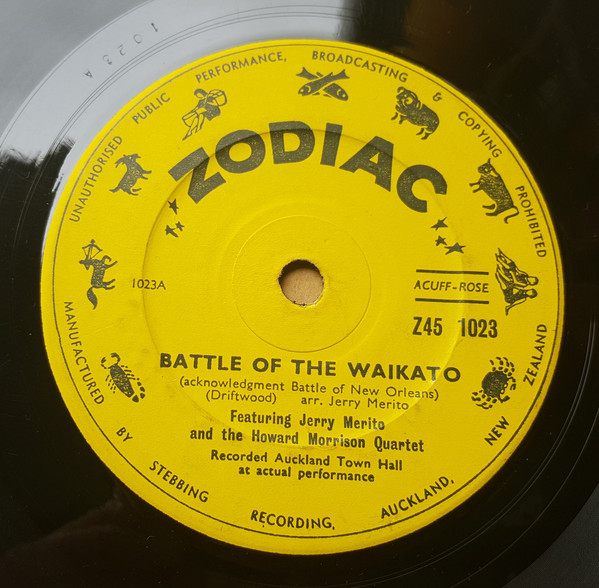 1023A
UNAUTHORISED PUBLIC PERFORMANCE, BROADCASTING & COPYING PROHIBITED
ZODIAC
1023A
ACUFF-ROSE
Z45 1023
BATTLE OF THE WAIKATO
(acknowledgment Battle of New Orleans)
(Driftwood) arr. Jerry Merito
Featuring Jerry Merito
and the Howard Morrison Quartet
Recorded Auckland Town Hall
at actual performance
MANUFACTURED BY STEBBING RECORDING, AUCKLAND, NEW ZEALAND